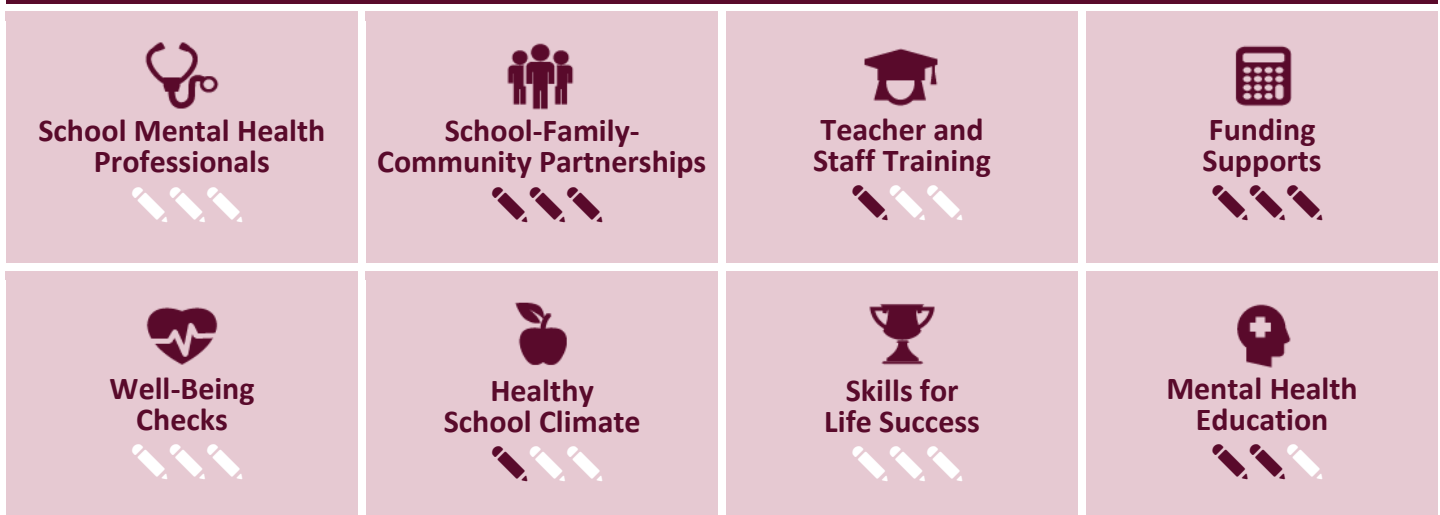 School Mental Health
Professionals
School-Family-
Community Partnerships
Teacher and
Staff Training
Funding
Supports
Well-Being
Checks
Healthy
School Climate
Skills for
Life Success
Mental Health
Education